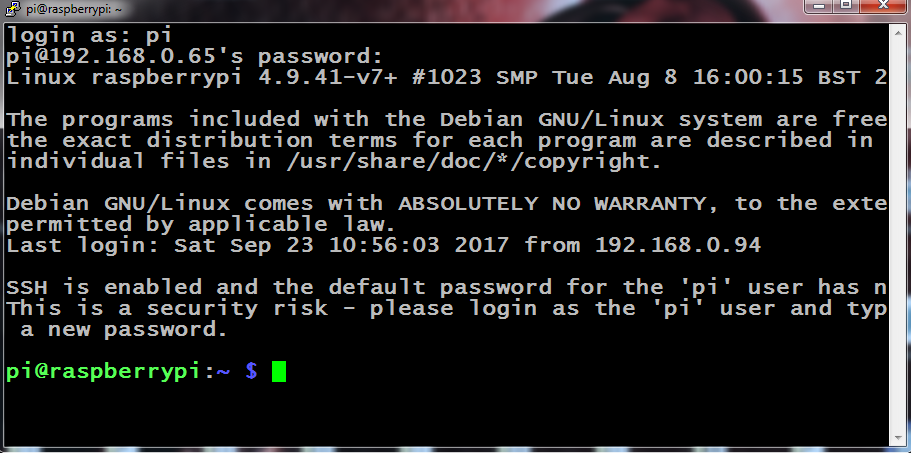 pi@raspberrypi: ~
login as: pi
pi@192.168.0.65's password:
Linux raspberrypi 4.9.41-v7+ #1023 SMP Tue Aug 8 16:00:15 BST 2
The programs included with the Debian GNU/Linux system are free
the exact distribution terms for each program are described in
individual files in /usr/share/doc/*/copyright.
Debian GNU/Linux comes with ABSOLUTELY NO WARRANTY, to the exte
permitted by applicable law.
Last login: Sat Sep 23 10:56:03 2017 from 192.168.0.94
SSH is enabled and the default password for the 'pi' user has n
This is a security risk - please login as the 'pi' user and typ
a new password.
pi@raspberrypi:~ $